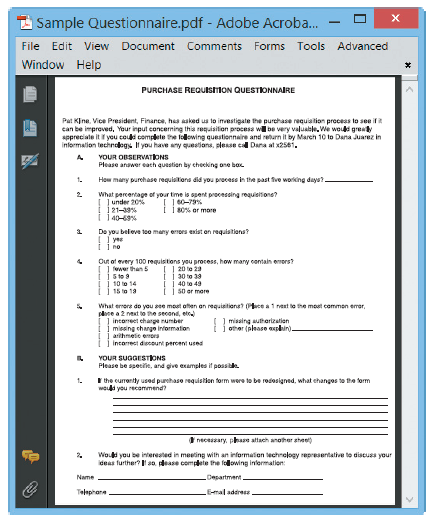 Sample Questionnaire.pdf - Adobe Acroba...
File Edit View Document Comments Forms Tools Advanced
Window Help
PURCHASE REQUISITION QUESTIONNAIRE
Pat Kline, Vice President, Finance, has asked us to investigate the purchase requisition process to see if it
can be improved. Your input concerning this requisition process will be very valuable. We would greatly
appreciate it if you could complete the following questionnaire and return it by March 10 to Dana Juarez in
information technology. If you have any questions, please call Dana at x2561.
A. YOUR OBSERVATIONS
Please answer each question by checking one box.
1. How many purchase requisitions did you process in the past five working days?
2. What percentage of your time is spent processing requisitions?
[ ] under 20% [ ] 60–79%
[ ] 21–39% [ ] 80% or more
[ ] 40–59%
3. Do you believe too many errors exist on requisitions?
[ ] yes
[ ] no
4. Out of every 100 requisitions you process, how many contain errors?
[ ] fewer than 5 [ ] 20 to 29
[ ] 5 to 9 [ ] 30 to 39
[ ] 10 to 14 [ ] 40 to 49
[ ] 15 to 19 [ ] 50 or more
5. What errors do you see most often on requisitions? (Place a 1 next to the most common error,
place a 2 next to the second, etc.)
[ ] incorrect charge number [ ] missing authorization
[ ] missing charge information [ ] other (please explain)
[ ] arithmetic errors
[ ] incorrect discount percent used
B. YOUR SUGGESTIONS
Please be specific, and give examples if possible.
1. If the currently used purchase requisition form were to be redesigned, what changes to the form
would you recommend?
(If necessary, please attach another sheet)
2. Would you be interested in meeting with an information technology representative to discuss your
ideas further? If so, please complete the following information:
Name Department
Telephone E-mail address